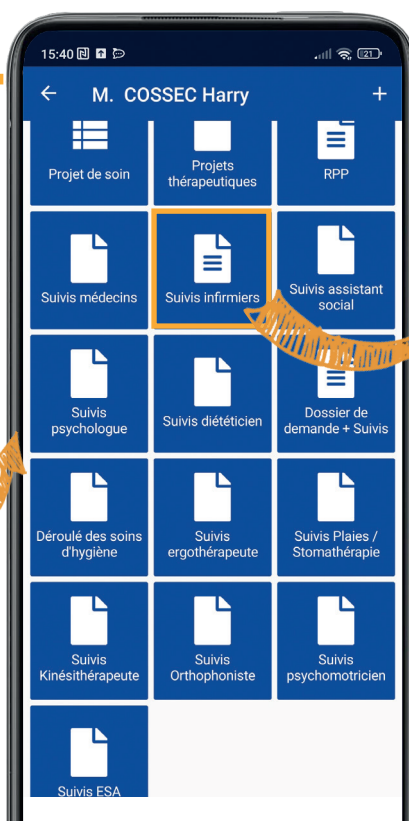 15:40
21
M. COSSEC Harry
Projet de soin
Projets
thérapeutiques
RPP
Suivis médecins
Suivis infirmiers
Suivis assistant
social
Suivis
psychologue
Suivis diététicien
Dossier de
demande + Suivis
Déroulé des soins
d'hygiène
Suivis
ergothérapeute
Suivis Plaies /
Stomathérapie
Suivis
Kinésithérapeute
Suivis
Orthophoniste
Suivis
psychomotricien
Suivis ESA